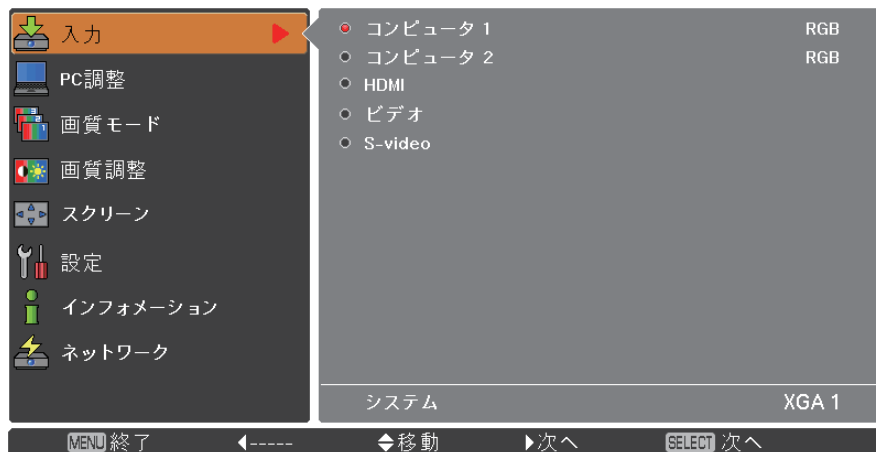 入力
PC調整
画質モード
画質調整
スクリーン
設定
インフォメーション
ネットワーク
コンピュータ 1 RGB
コンピュータ 2 RGB
HDMI
ビデオ
S-video
システム XGA 1
MENU 終了 ----- 移動 次へ SELECT 次へ